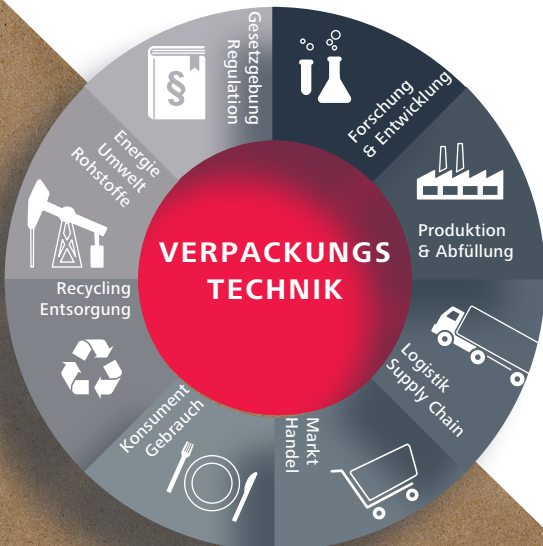 VERPACKUNGS
TECHNIK
Forschung
& Entwicklung
Produktion
& Abfüllung
Logistik
Supply Chain
Markt
Handel
Konsument
Gebrauch
Recycling
Entsorgung
Energie
Umwelt
Rohstoffe
Gesetzgebung
Regulation
§